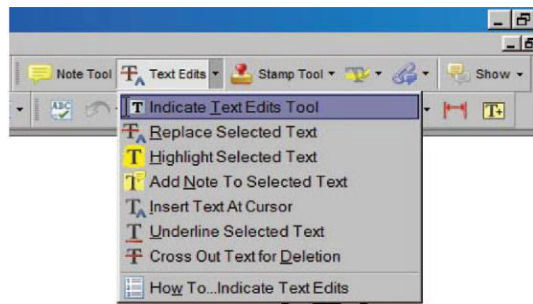 Note Tool Text Edits Stamp Tool Show
ABC T
Indicate Text Edits Tool
Replace Selected Text
Highlight Selected Text
Add Note To Selected Text
Insert Text At Cursor
Underline Selected Text
Cross Out Text for Deletion
How To...Indicate Text Edits